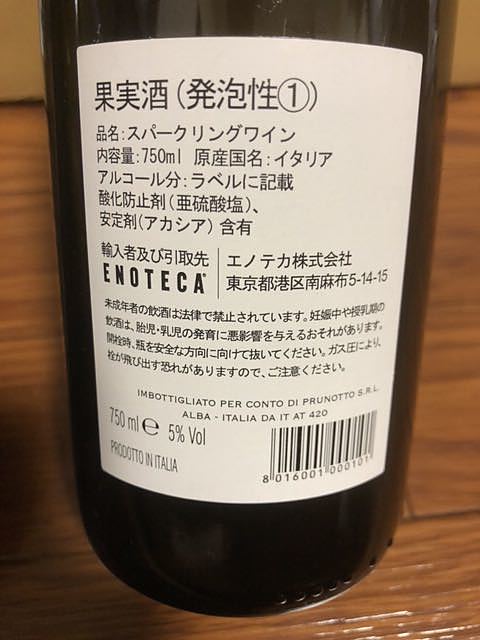 果実酒(発泡性①)
品名:スパークリングワイン
内容量:750ml 原産国名:イタリア
アルコール分:ラベルに記載
酸化防止剤(亜硫酸塩)、
安定剤(アカシア)含有
輸入者及び引取先
ENOTECA
エノテカ株式会社
東京都港区南麻布5-14-15
未成年者の飲酒は法律で禁止されています。妊娠中や授乳期の
飲酒は、胎児・乳児の発育に悪影響を与えるおそれがあります。
開栓時、瓶を安全な方向に向けて抜いてください。ガス圧により、
栓が飛び出す恐れがありますので、ご注意ください。
IMBOTTIGLIATO PER CONTO DI PRUNOTTO S.R.L.
ALBA - ITALIA DA IT AT 420
750 ml e 5% Vol
PRODOTTO IN ITALIA
8 016001 000101